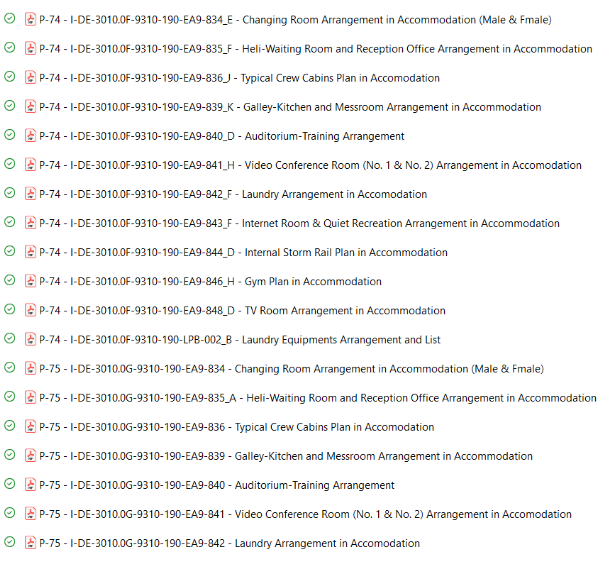 P-74 - I-DE-3010.0F-9310-190-EA9-834_E - Changing Room Arrangement in Accommodation (Male & Fmale)
P-74 - I-DE-3010.0F-9310-190-EA9-835_F - Heli-Waiting Room and Reception Office Arrangement in Accommodation
P-74 - I-DE-3010.0F-9310-190-EA9-836_J - Typical Crew Cabins Plan in Accomodation
P-74 - I-DE-3010.0F-9310-190-EA9-839_K - Galley-Kitchen and Messroom Arrangement in Accommodation
P-74 - I-DE-3010.0F-9310-190-EA9-840_D - Auditorium-Training Arrangement
P-74 - I-DE-3010.0F-9310-190-EA9-841_H - Video Conference Room (No. 1 & No. 2) Arrangement in Accomodation
P-74 - I-DE-3010.0F-9310-190-EA9-842_F - Laundry Arrangement in Accomodation
P-74 - I-DE-3010.0F-9310-190-EA9-843_F - Internet Room & Quiet Recreation Arrangement in Accommodation
P-74 - I-DE-3010.0F-9310-190-EA9-844_D - Internal Storm Rail Plan in Accomodation
P-74 - I-DE-3010.0F-9310-190-EA9-846_H - Gym Plan in Accomodation
P-74 - I-DE-3010.0F-9310-190-EA9-848_D - TV Room Arrangement in Accommodation
P-74 - I-DE-3010.0F-9310-190-LPB-002_B - Laundry Equipments Arrangement and List
P-75 - I-DE-3010.0G-9310-190-EA9-834 - Changing Room Arrangement in Accommodation (Male & Fmale)
P-75 - I-DE-3010.0G-9310-190-EA9-835_A - Heli-Waiting Room and Reception Office Arrangement in Accommodation
P-75 - I-DE-3010.0G-9310-190-EA9-836 - Typical Crew Cabins Plan in Accomodation
P-75 - I-DE-3010.0G-9310-190-EA9-839 - Galley-Kitchen and Messroom Arrangement in Accommodation
P-75 - I-DE-3010.0G-9310-190-EA9-840 - Auditorium-Training Arrangement
P-75 - I-DE-3010.0G-9310-190-EA9-841 - Video Conference Room (No. 1 & No. 2) Arrangement in Accomodation
P-75 - I-DE-3010.0G-9310-190-EA9-842 - Laundry Arrangement in Accomodation